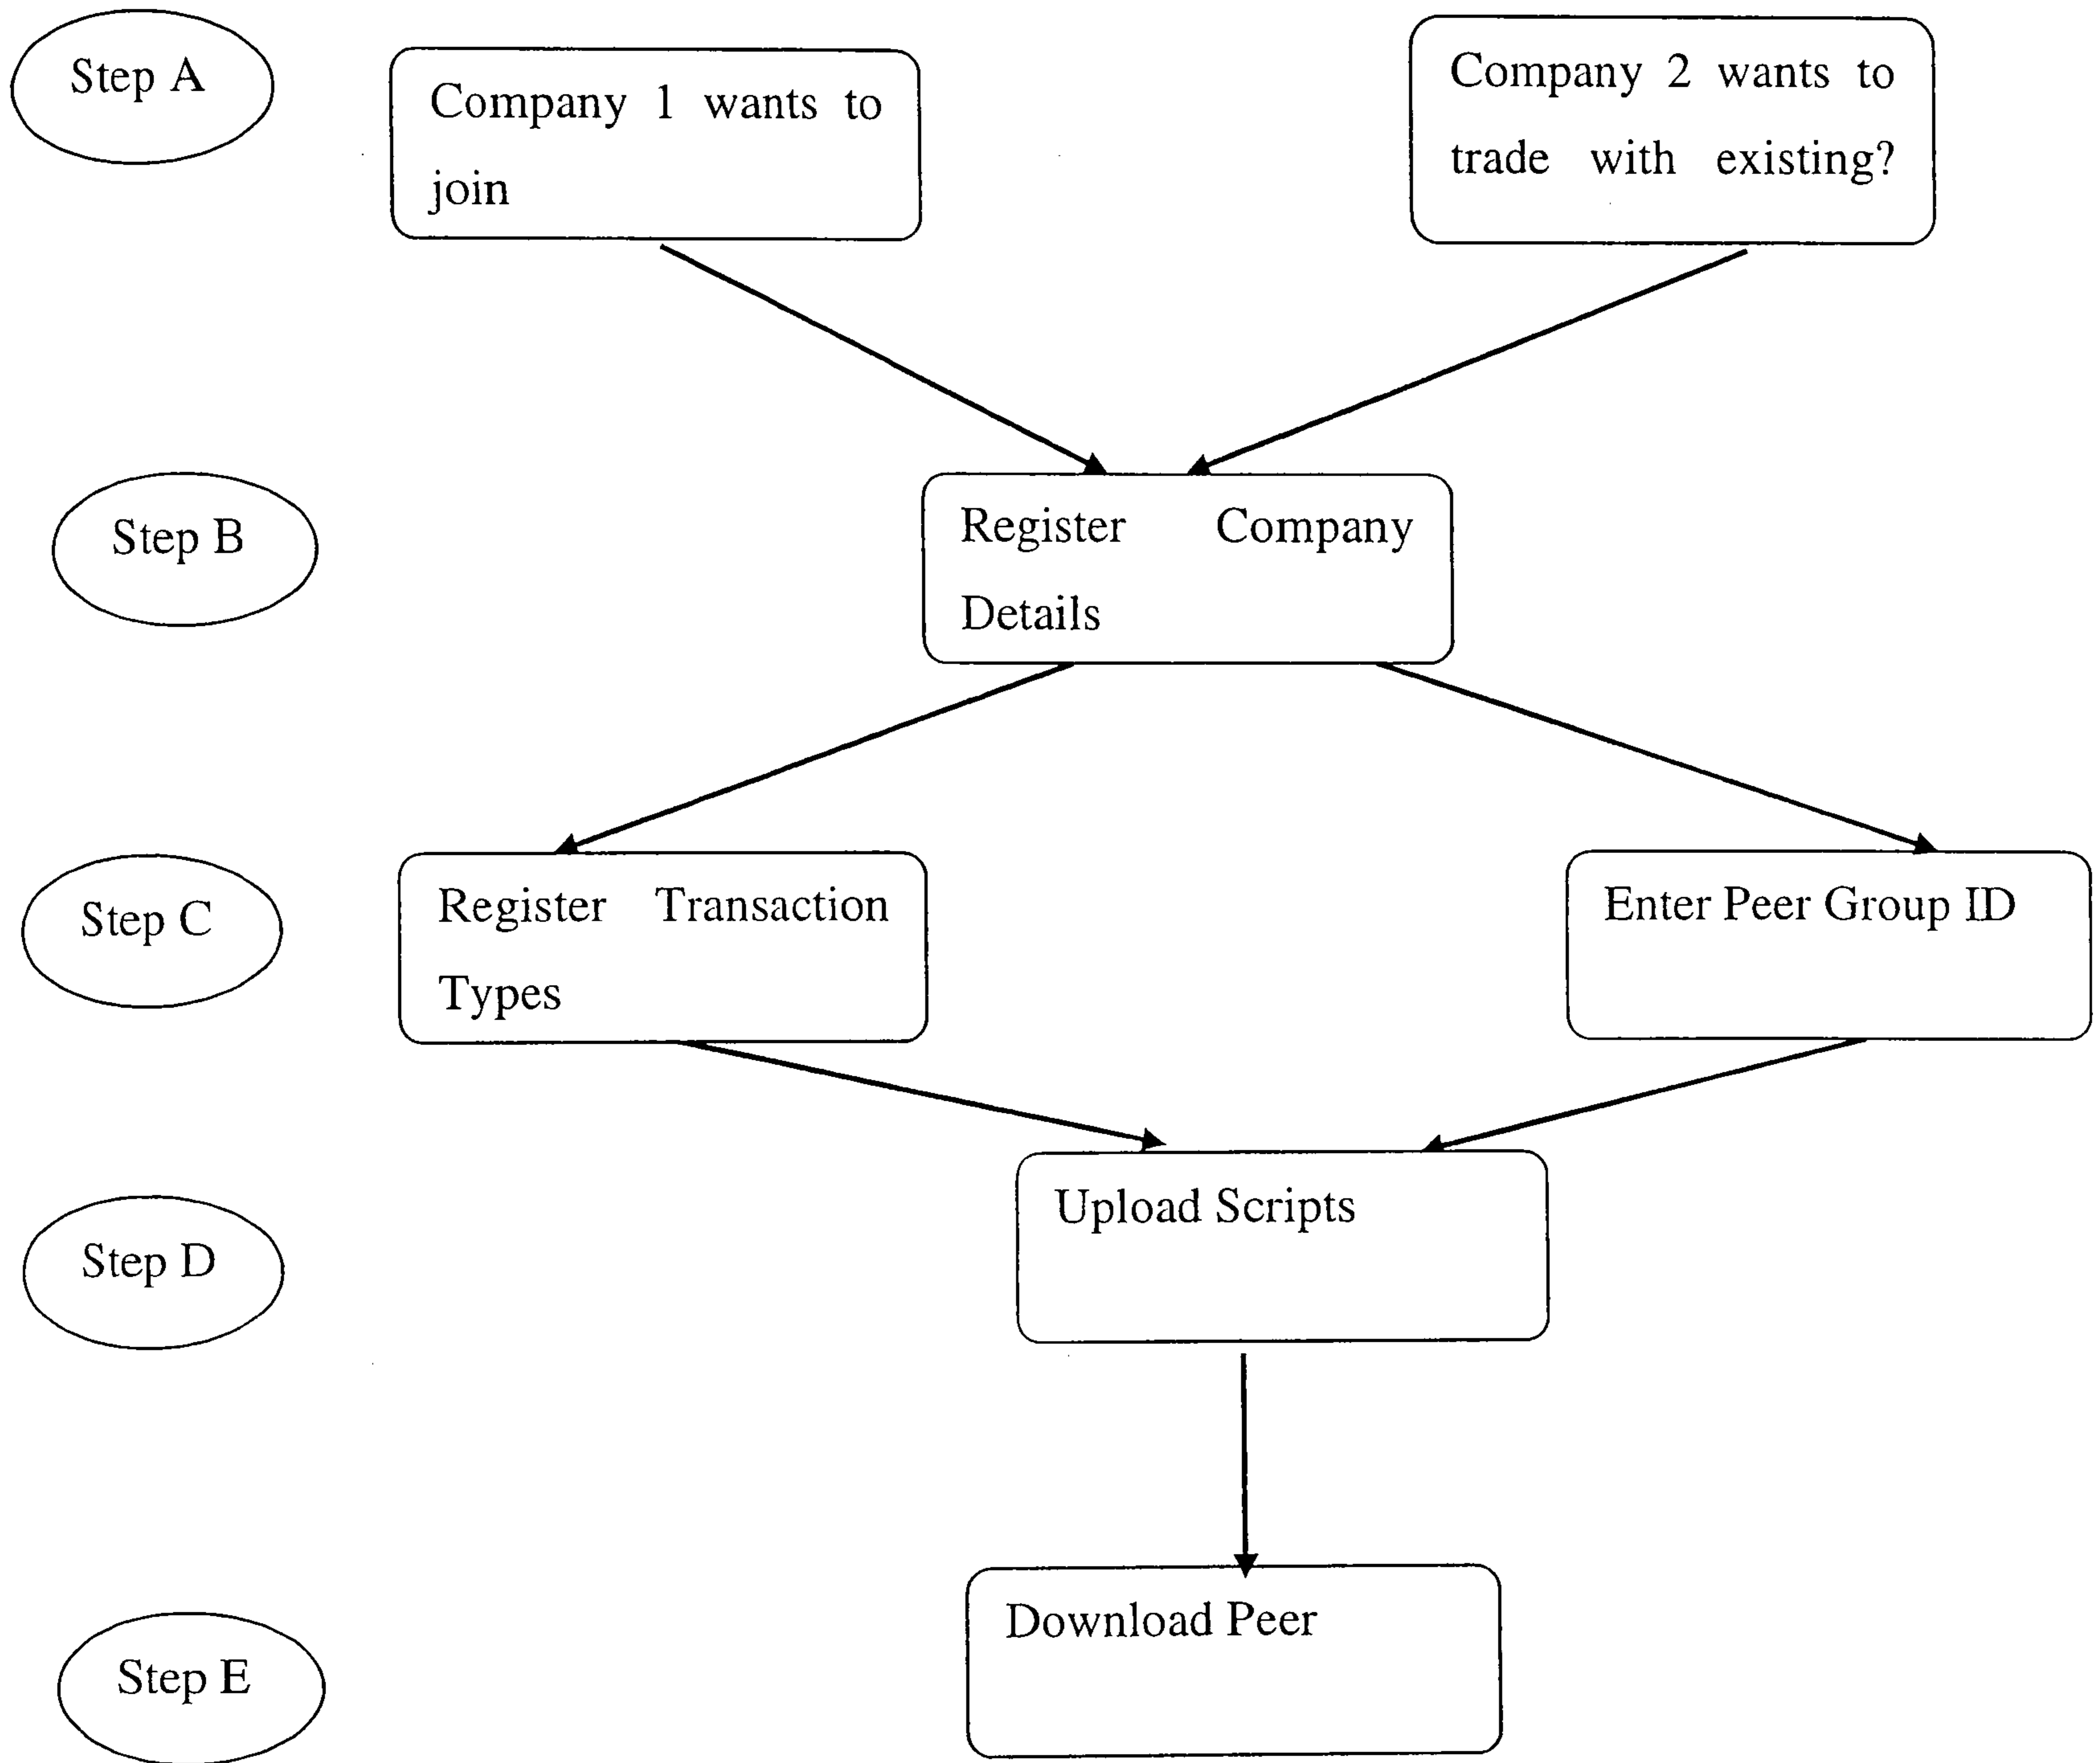 Step A
Company 1 wants to
join
Company 2 wants to
trade with existing?
Step B
Register Company
Details
Step C
Register Transaction
Types
Enter Peer Group ID
Step D
Upload Scripts
Step E
Download Peer